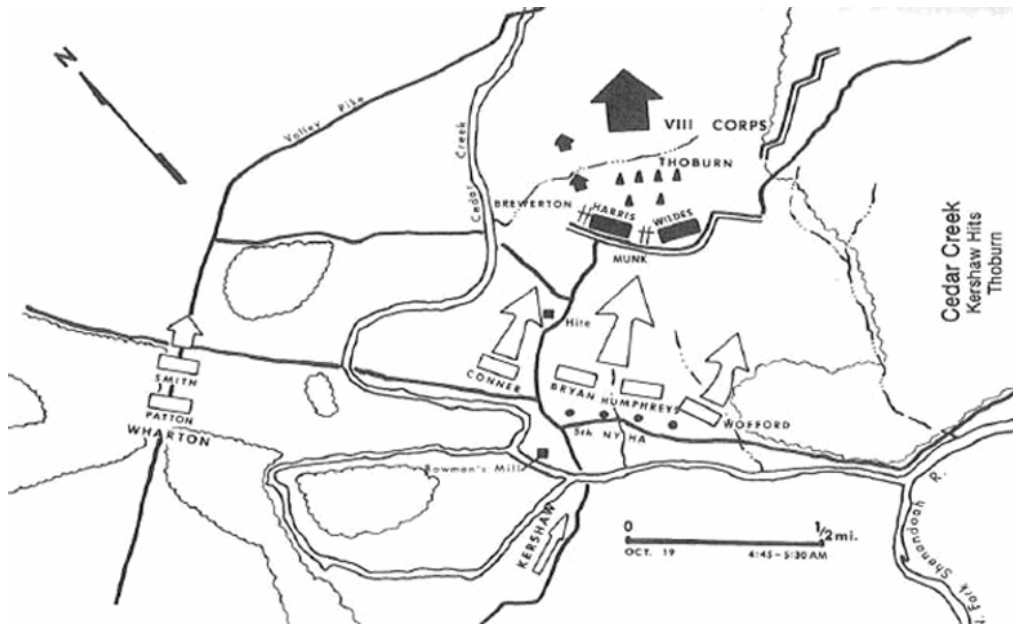 N
Valley Pike
Cedar Creek
VIII CORPS
THOBURN
BREWERTON
HARRIS
WILDES
MUNK
Cedar Creek
Kershaw Hits
Thoburn
Hite
SMITH
CONNER
BRYAN
HUMPHREYS
PATTON
WOFFORD
WHARTON
5th NY HA
Bowman's Mill
KERSHAW
0
1/2 mi.
OCT. 19
4:45-5:30 AM
N. Fork Shenandoah R.